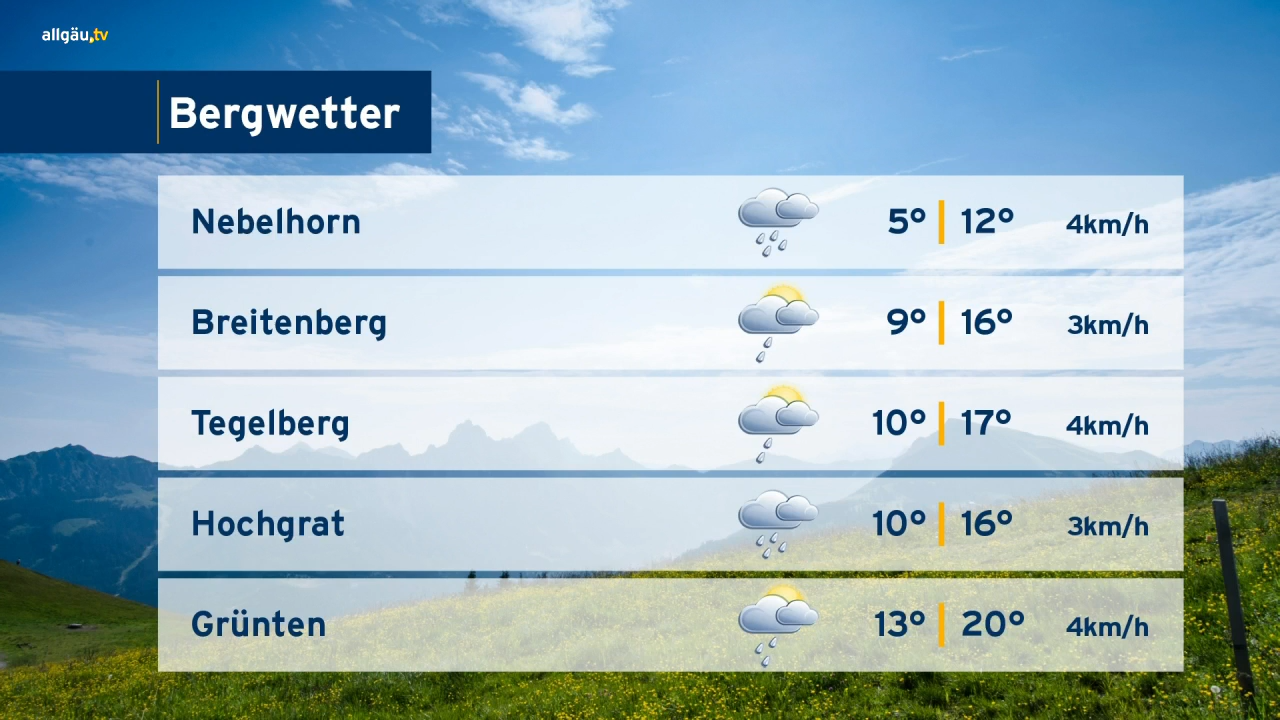 allgäu.tv
Bergwetter
Nebelhorn 5° 12° 4km/h
Breitenberg 9° 16° 3km/h
Tegelberg 10° 17° 4km/h
Hochgrat 10° 16° 3km/h
Grünten 13° 20° 4km/h